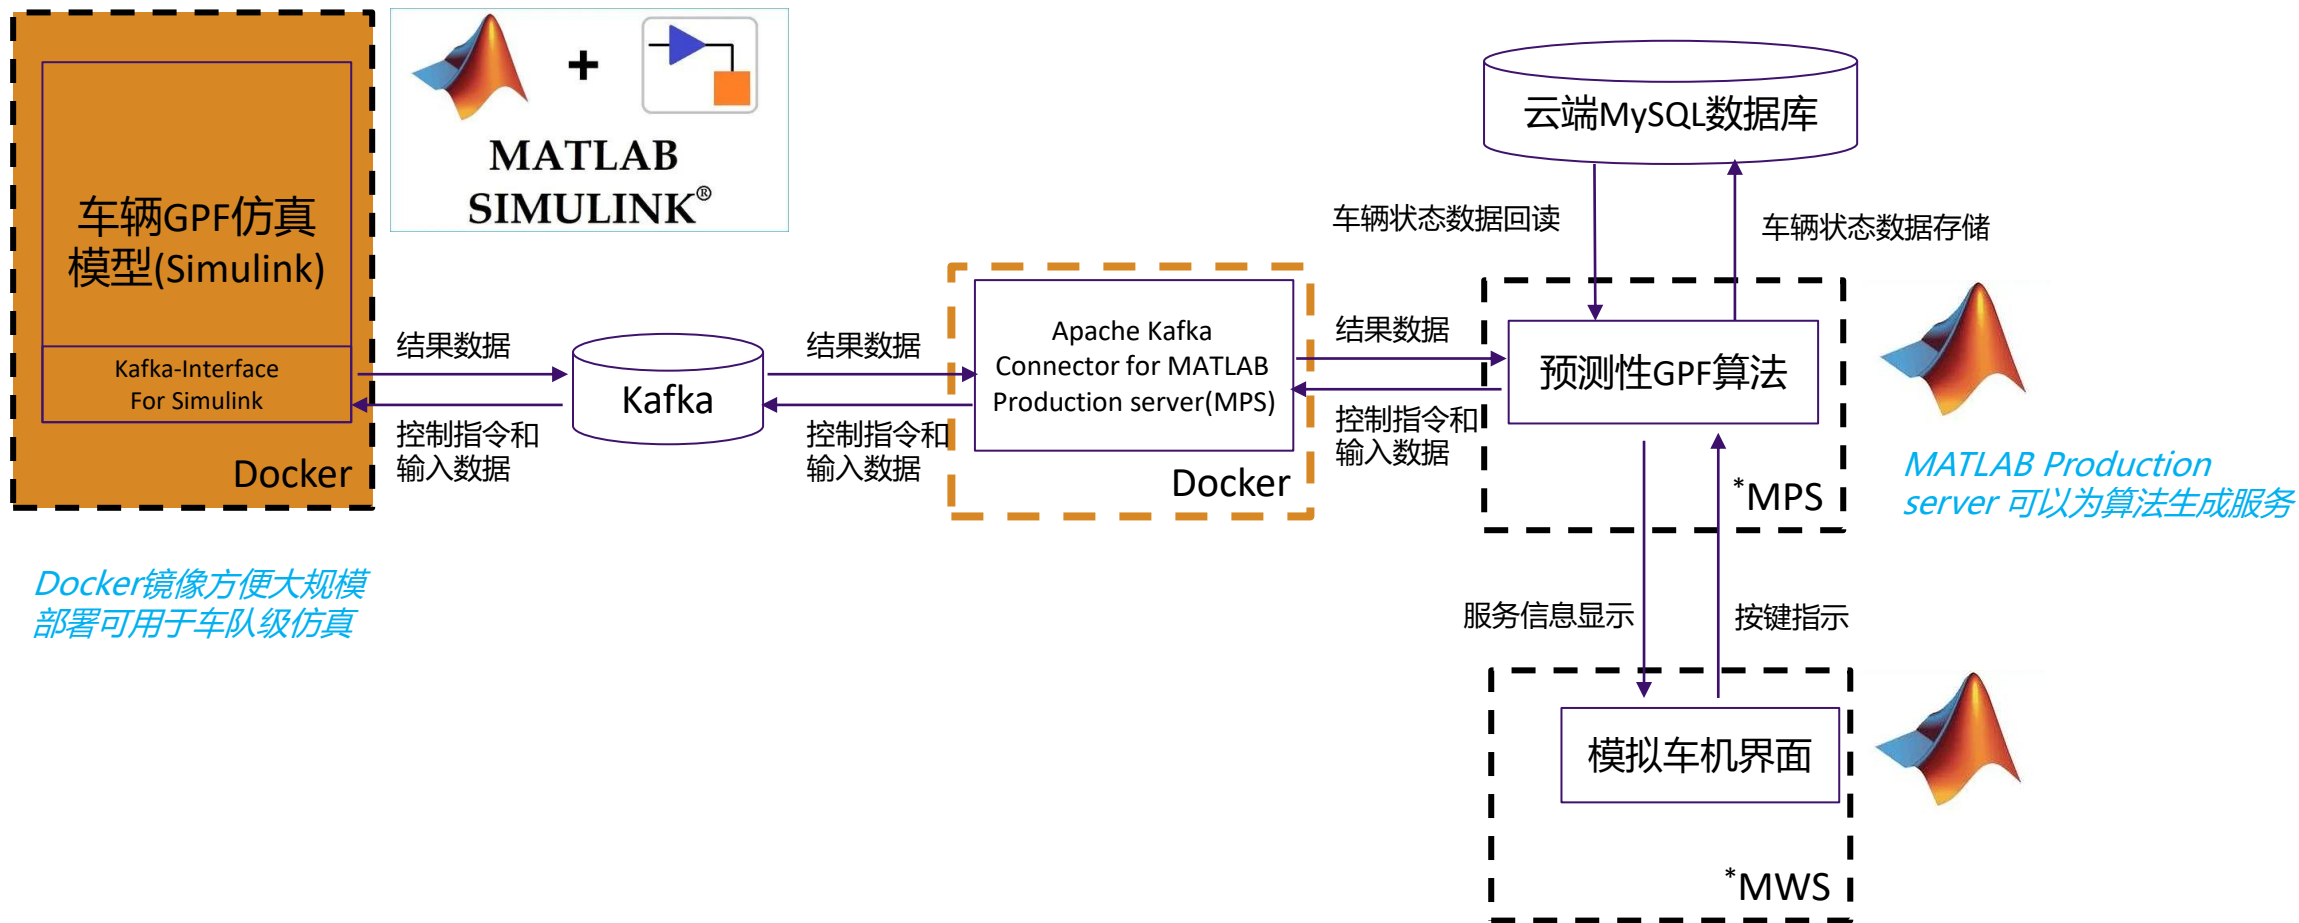 车辆GPF仿真
模型(Simulink)
Kafka-Interface
For Simulink
Docker
Docker镜像方便大规模
部署可用于车队级仿真
+
MATLAB
SIMULINK®
结果数据
控制指令和
输入数据
Kafka
结果数据
控制指令和
输入数据
Apache Kafka
Connector for MATLAB
Production server(MPS)
Docker
结果数据
控制指令和
输入数据
云端MySQL数据库
车辆状态数据回读
车辆状态数据存储
预测性GPF算法
*MPS
MATLAB Production
server 可以为算法生成服务
服务信息显示
按键指示
模拟车机界面
*MWS